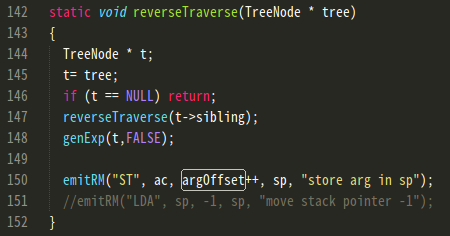 142 static void reverseTraverse(TreeNode * tree)
143 {
144 TreeNode * t;
145 t= tree;
146 if (t == NULL) return;
147 reverseTraverse(t->sibling);
148 genExp(t,FALSE);
149
150 emitRM("ST", ac, argOffset++, sp, "store arg in sp");
151 //emitRM("LDA", sp, -1, sp, "move stack pointer -1");
152 }